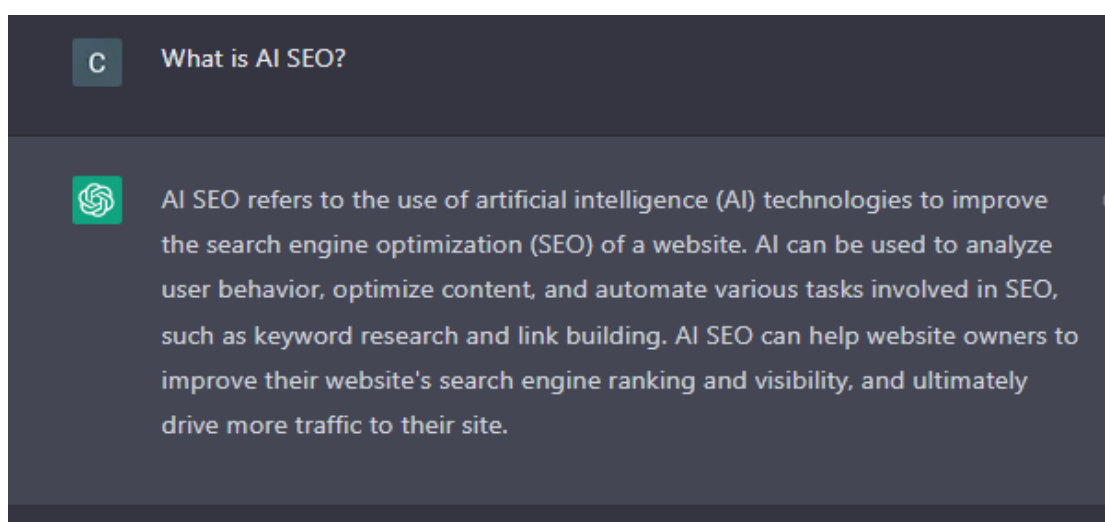 C
What is AI SEO?
AI SEO refers to the use of artificial intelligence (AI) technologies to improve
the search engine optimization (SEO) of a website. AI can be used to analyze
user behavior, optimize content, and automate various tasks involved in SEO,
such as keyword research and link building. AI SEO can help website owners to
improve their website's search engine ranking and visibility, and ultimately
drive more traffic to their site.